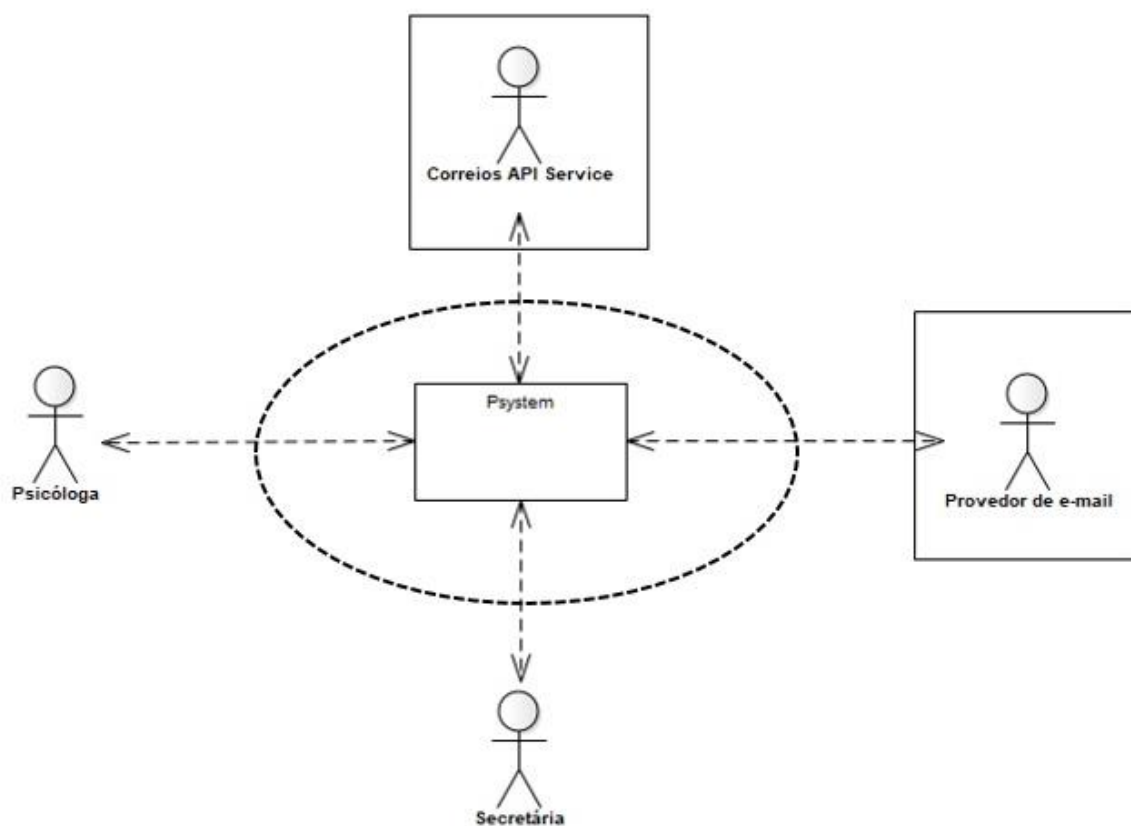 Correios API Service
Psystem
Psicóloga
Provedor de e-mail
Secretária